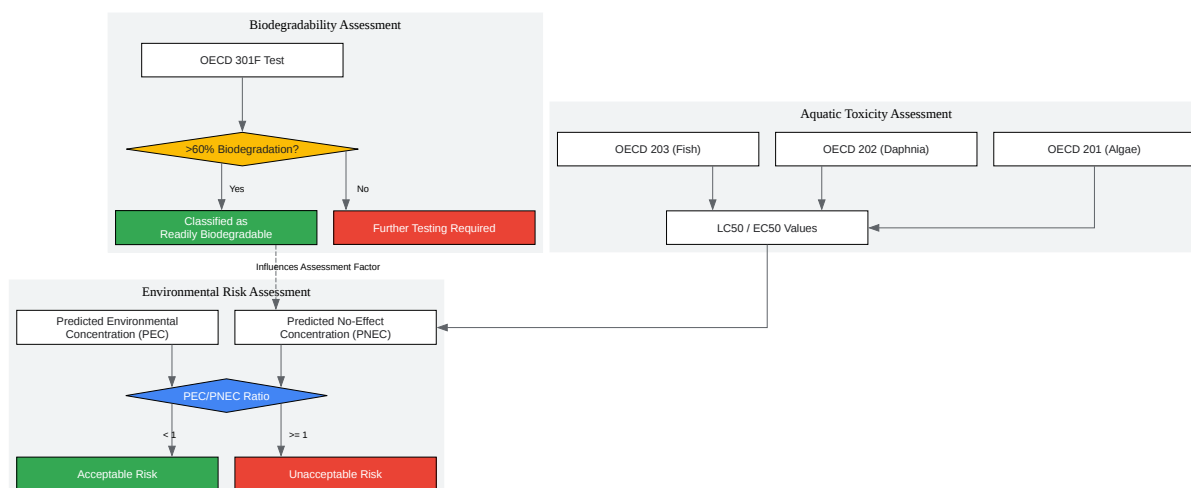 Biodegradability Assessment
OECD 301F Test
>60% Biodegradation?
Yes
No
Classified as
Readily Biodegradable
Further Testing Required
Aquatic Toxicity Assessment
OECD 203 (Fish)
OECD 202 (Daphnia)
OECD 201 (Algae)
LC50 / EC50 Values
Influences Assessment Factor
Environmental Risk Assessment
Predicted Environmental
Concentration (PEC)
Predicted No-Effect
Concentration (PNEC)
PEC/PNEC Ratio
< 1
>= 1
Acceptable Risk
Unacceptable Risk